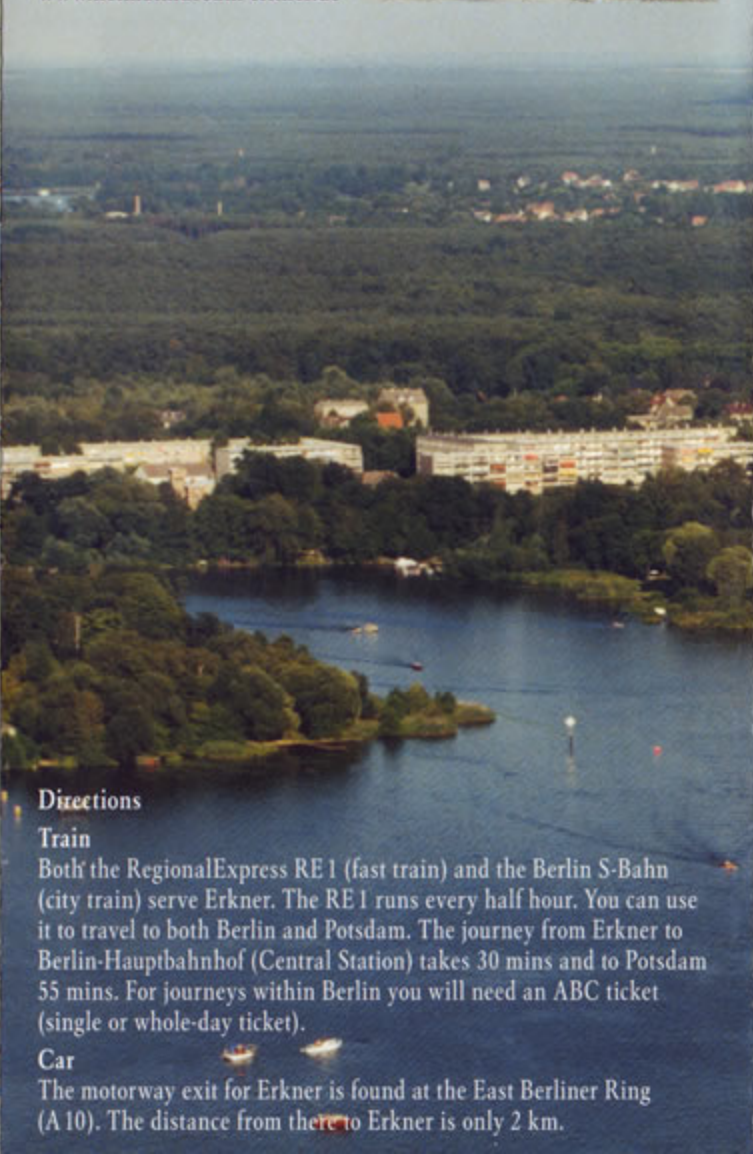 Directions
Train
Both the RegionalExpress RE 1 (fast train) and the Berlin S-Bahn
(city train) serve Erkner. The RE 1 runs every half hour. You can use
it to travel to both Berlin and Potsdam. The journey from Erkner to
Berlin-Hauptbahnhof (Central Station) takes 30 mins and to Potsdam
55 mins. For journeys within Berlin you will need an ABC ticket
(single or whole-day ticket).
Car
The motorway exit for Erkner is found at the East Berliner Ring
(A 10). The distance from there to Erkner is only 2 km.